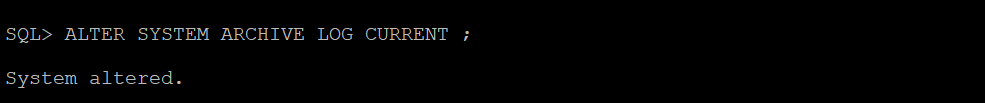 SQL> ALTER SYSTEM ARCHIVE LOG CURRENT ;
System altered.